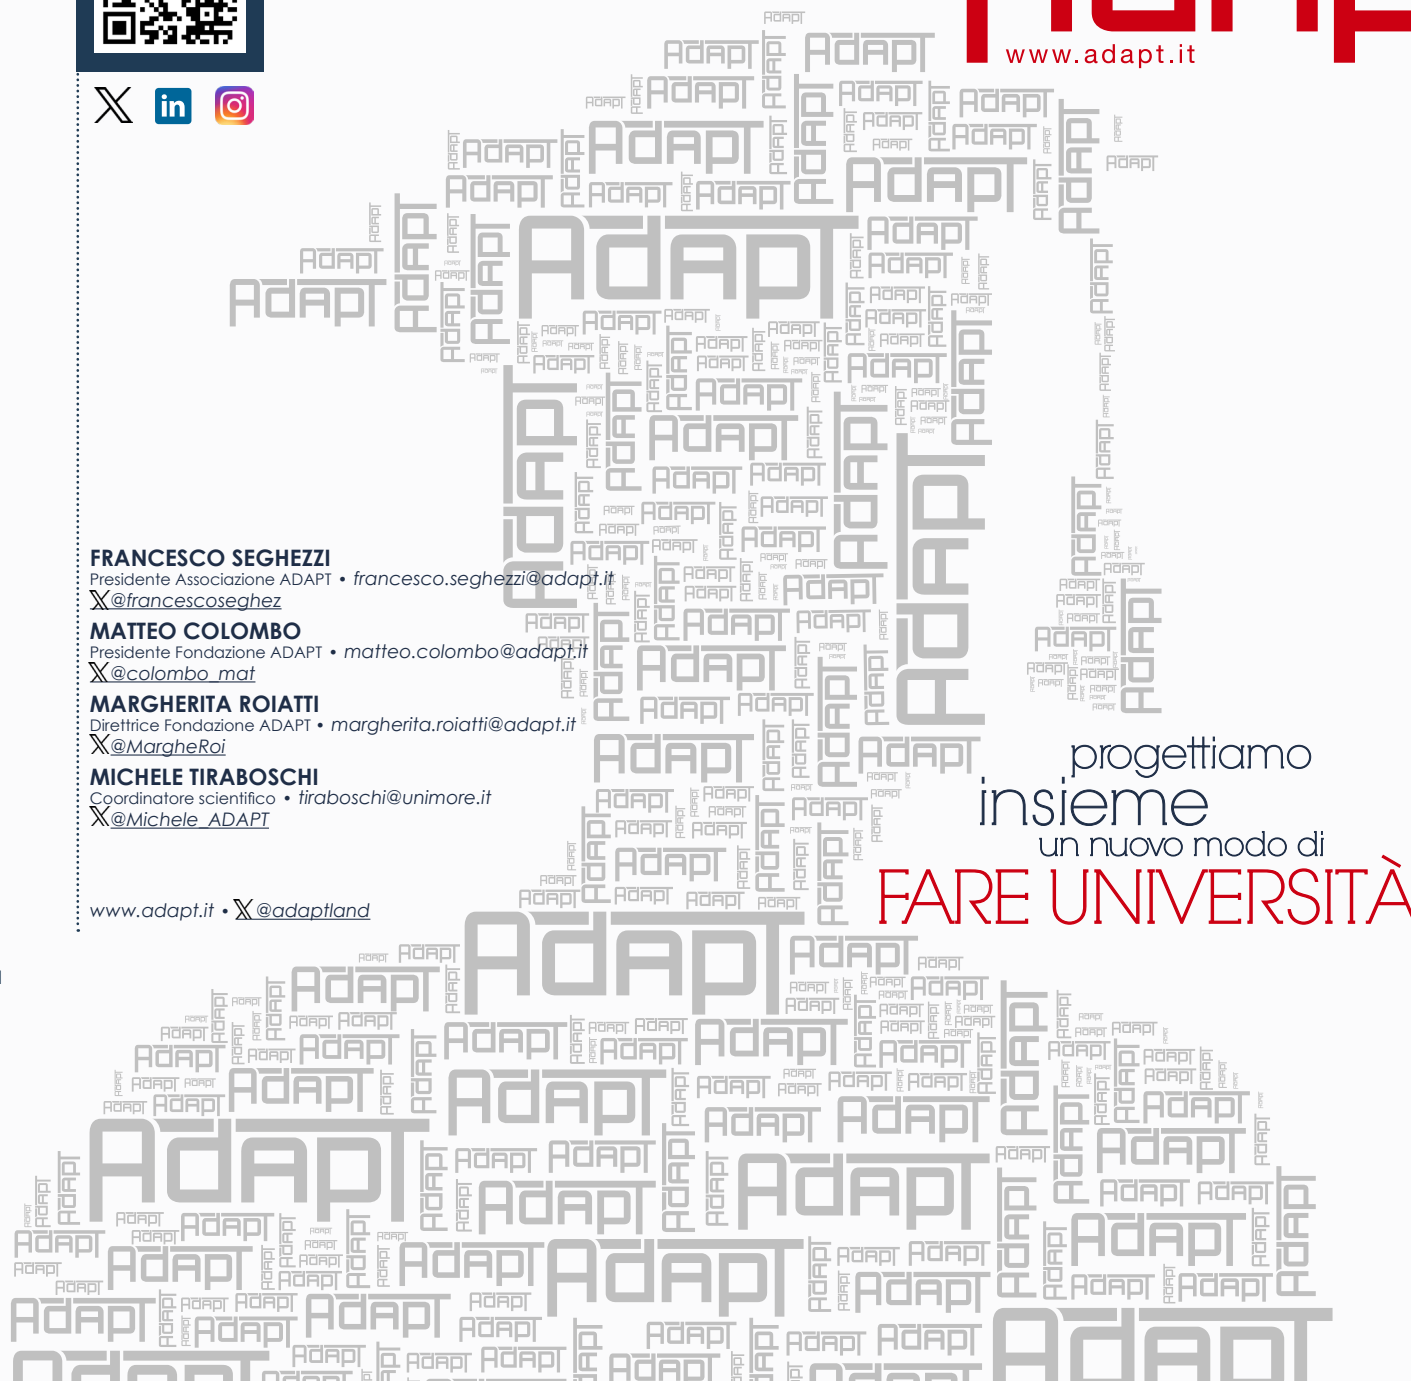 Adapt
www.adapt.it
in
FRANCESCO SEGHEZZI
Presidente Associazione ADAPT • francesco.seghezzi@adapt.it
@francescoseghez
MATTEO COLOMBO
Presidente Fondazione ADAPT • matteo.colombo@adapt.it
@colombo_mat
MARGHERITA ROIATTI
Direttrice Fondazione ADAPT • margherita.roiatti@adapt.it
@MargheRoi
MICHELE TIRABOSCHI
Coordinatore scientifico • tiraboschi@unimore.it
@Michele_ADAPT
www.adapt.it • @adaptland
progettiamo
insieme
un nuovo modo di
FARE UNIVERSITÀ